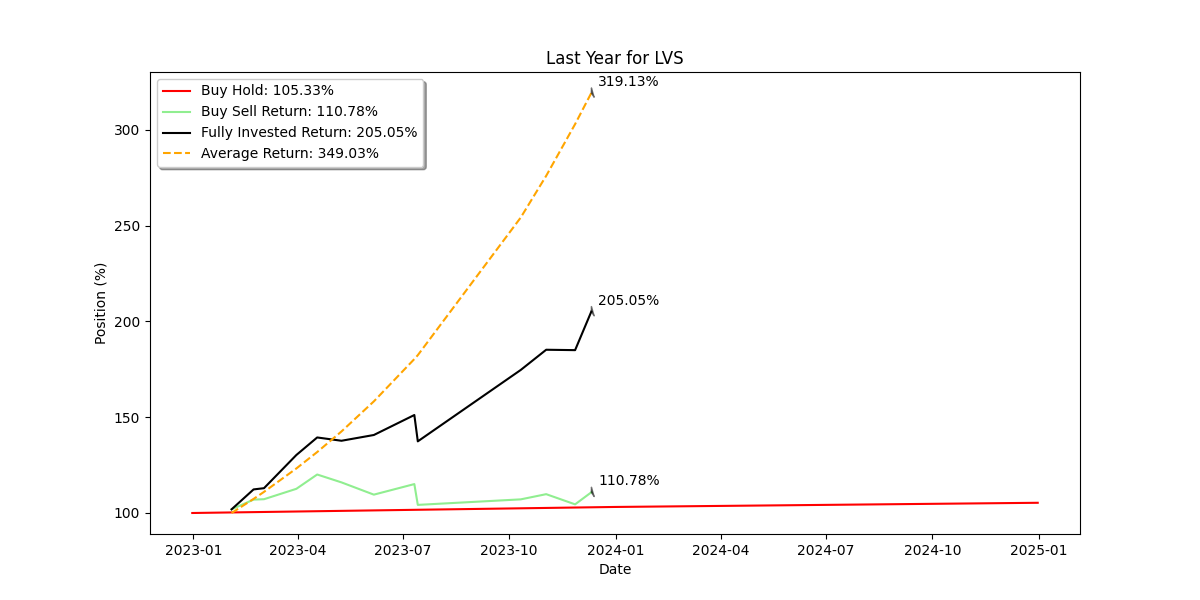 Last Year for LVS
Buy Hold: 105.33%
Buy Sell Return: 110.78%
Fully Invested Return: 205.05%
Average Return: 349.03%
319.13%
205.05%
110.78%
Position (%)
300
250
200
150
100
2023-01 2023-04 2023-07 2023-10 2024-01 2024-04 2024-07 2024-10 2025-01
Date